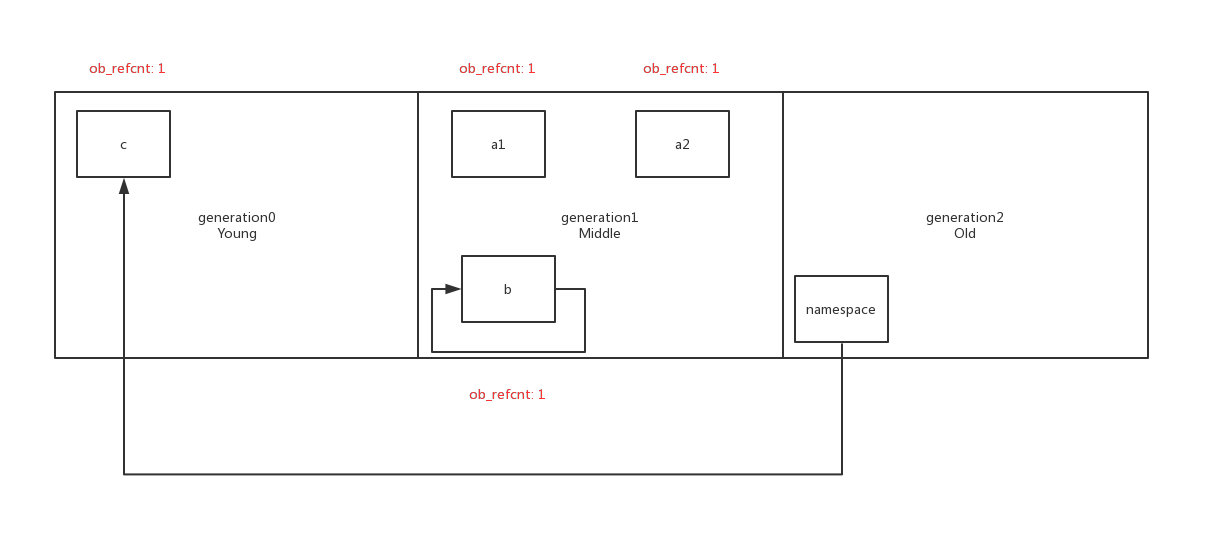 ob_refcnt: 1
ob_refcnt: 1
ob_refcnt: 1
c
a1
a2
generation0
Young
generation1
Middle
generation2
Old
b
namespace
ob_refcnt: 1